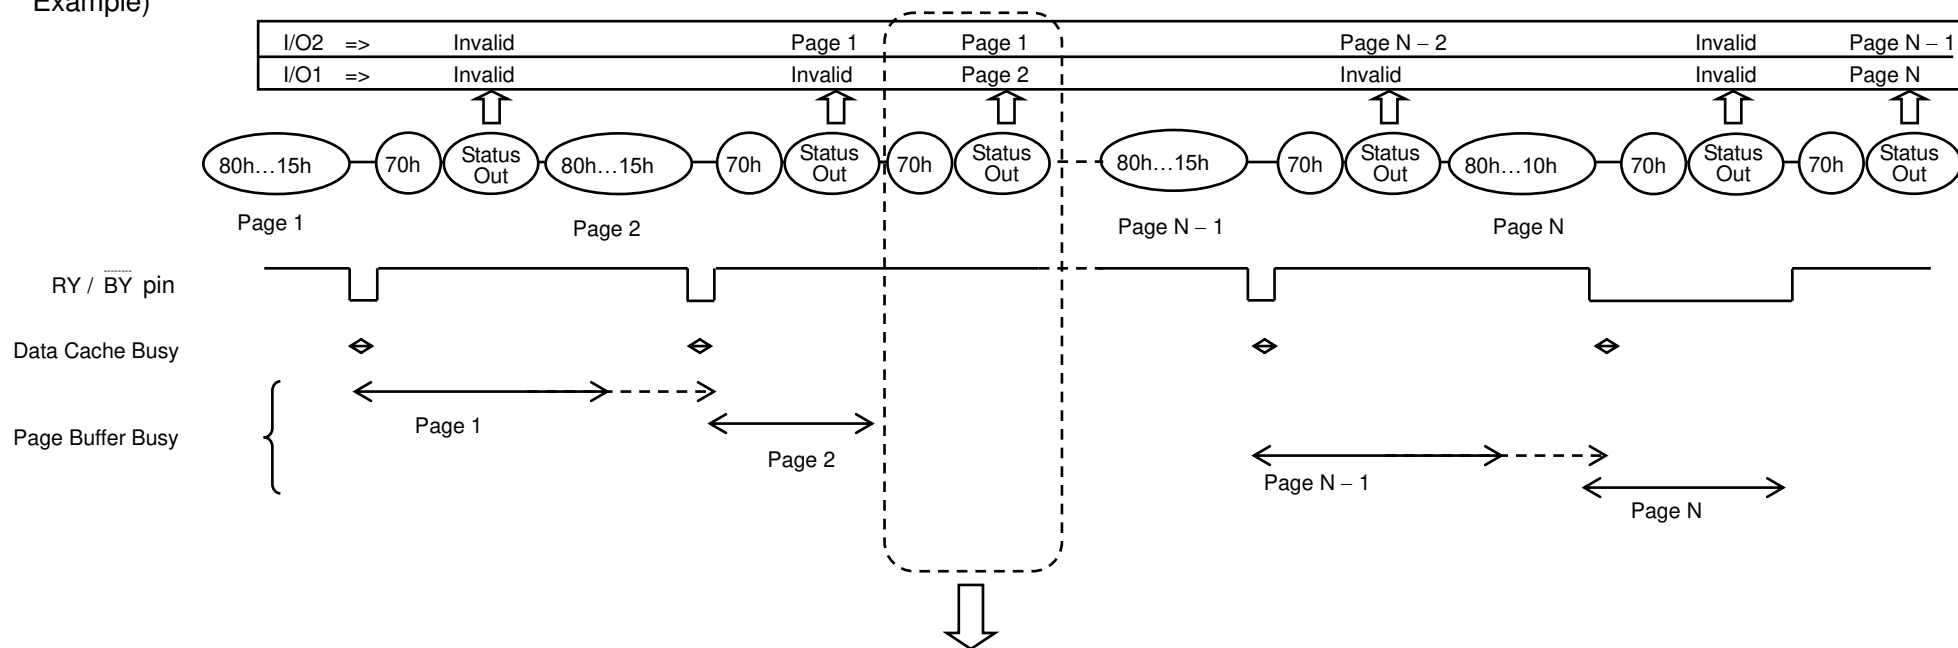 Example)
I/O2 => Invalid Page 1 Page 1 Page N – 2 Invalid Page N – 1
I/O1 => Invalid Invalid Page 2 Invalid Invalid Page N
80h…15h 70h Status Out 80h…15h 70h Status Out 70h Status Out 80h…15h 70h Status Out 80h…10h 70h Status Out 70h Status Out
Page 1 Page 2 Page N – 1 Page N
RY / BY pin
Data Cache Busy
Page Buffer Busy
Page 1
Page 2
Page N – 1
Page N